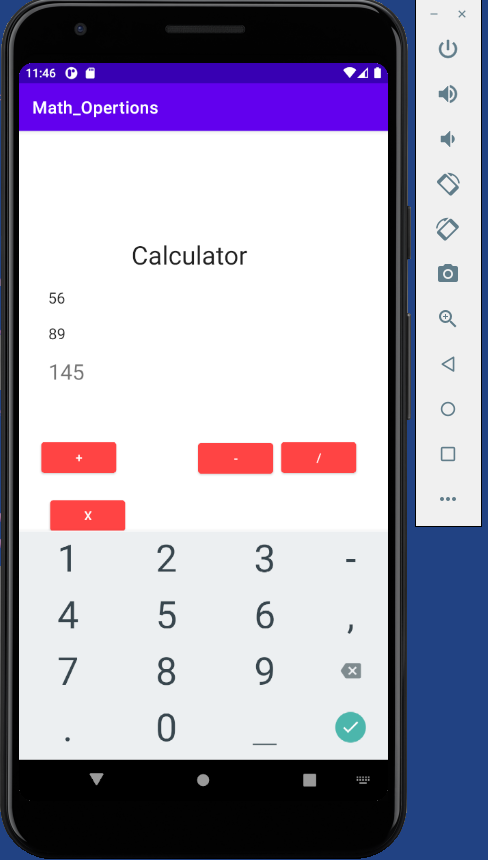 11:46
Math_Opertions
Calculator
56
89
145
+ - /
X
1 2 3 -
4 5 6 ,
7 8 9
. 0 _